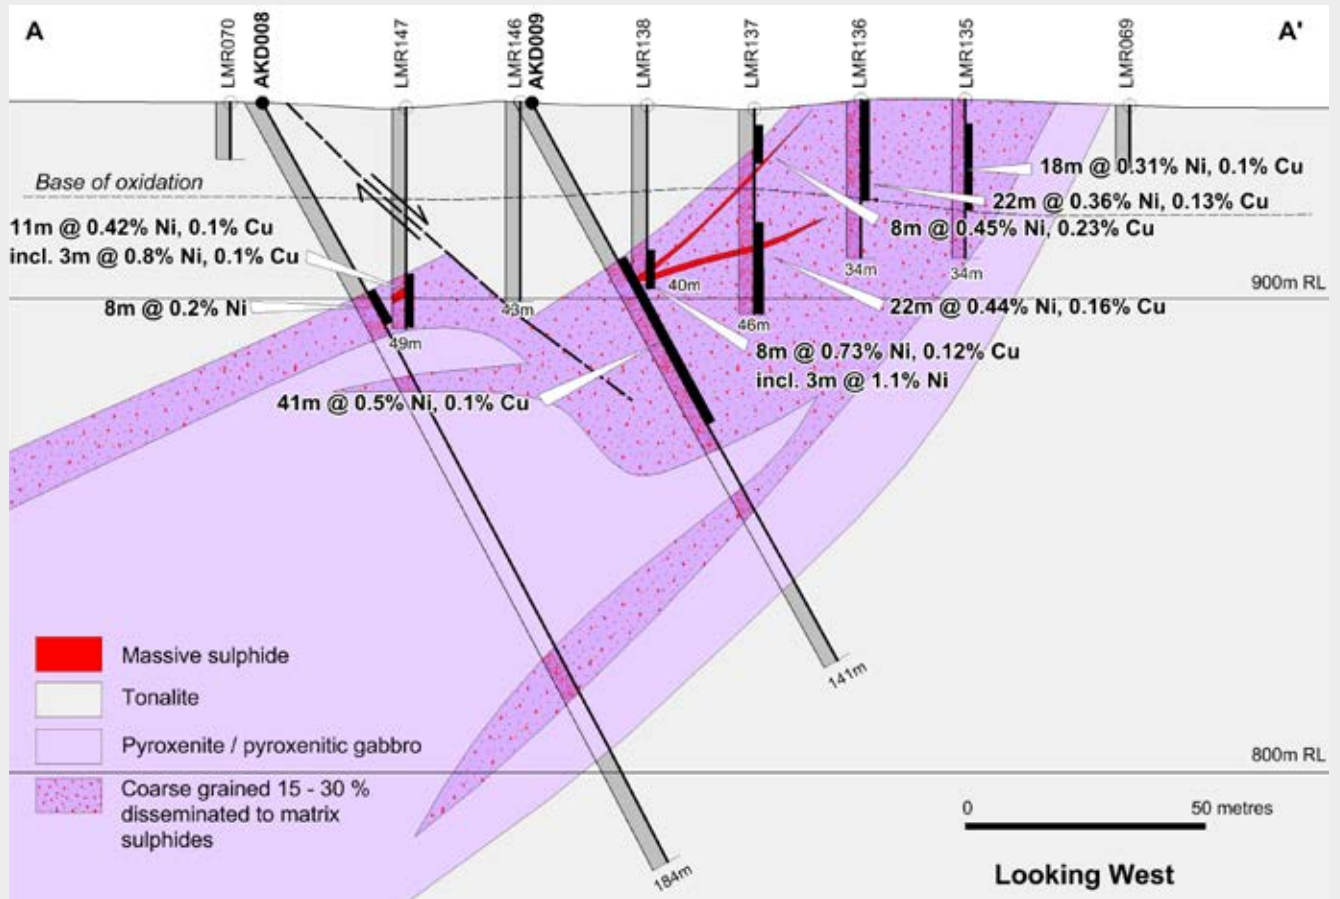 A
LMR070
AKD008
LMR147
LMR146
AKD009
LMR138
LMR137
LMR136
LMR135
LMR069
A'
Base of oxidation
18m @ 0.31% Ni, 0.1% Cu
22m @ 0.36% Ni, 0.13% Cu
8m @ 0.45% Ni, 0.23% Cu
11m @ 0.42% Ni, 0.1% Cu
incl. 3m @ 0.8% Ni, 0.1% Cu
34m
34m
40m
900m RL
8m @ 0.2% Ni
43m
22m @ 0.44% Ni, 0.16% Cu
46m
49m
8m @ 0.73% Ni, 0.12% Cu
incl. 3m @ 1.1% Ni
41m @ 0.5% Ni, 0.1% Cu
141m
Massive sulphide
Tonalite
Pyroxenite / pyroxenitic gabbro
800m RL
Coarse grained 15 - 30 %
disseminated to matrix
sulphides
0 50 metres
184m
Looking West